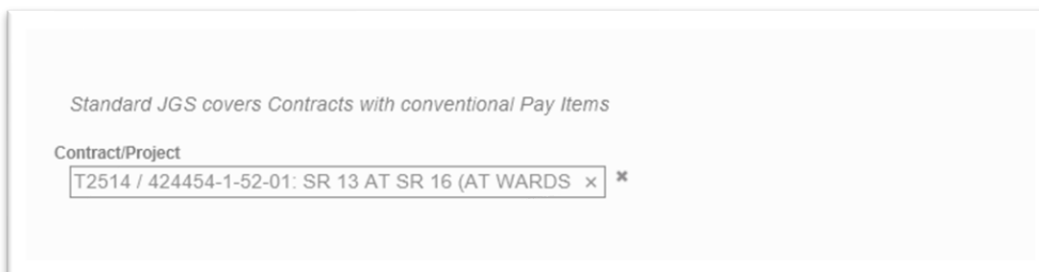 Standard JGS covers Contracts with conventional Pay Items
Contract/Project
T2514 / 424454-1-52-01: SR 13 AT SR 16 (AT WARDS